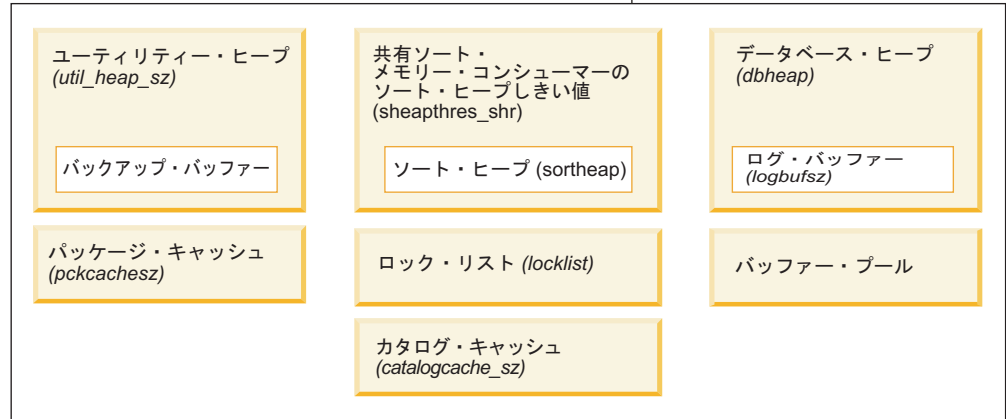 ユーティリティー・ヒープ
(util_heap_sz)
バックアップ・バッファー
共有ソート・
メモリー・コンシューマーの
ソート・ヒープしきい値
(sheapthres_shr)
ソート・ヒープ (sortheap)
データベース・ヒープ
(dbheap)
ログ・バッファー
(logbufsz)
パッケージ・キャッシュ
(pckcachesz)
ロック・リスト (locklist)
バッファー・プール
カタログ・キャッシュ
(catalogcache_sz)